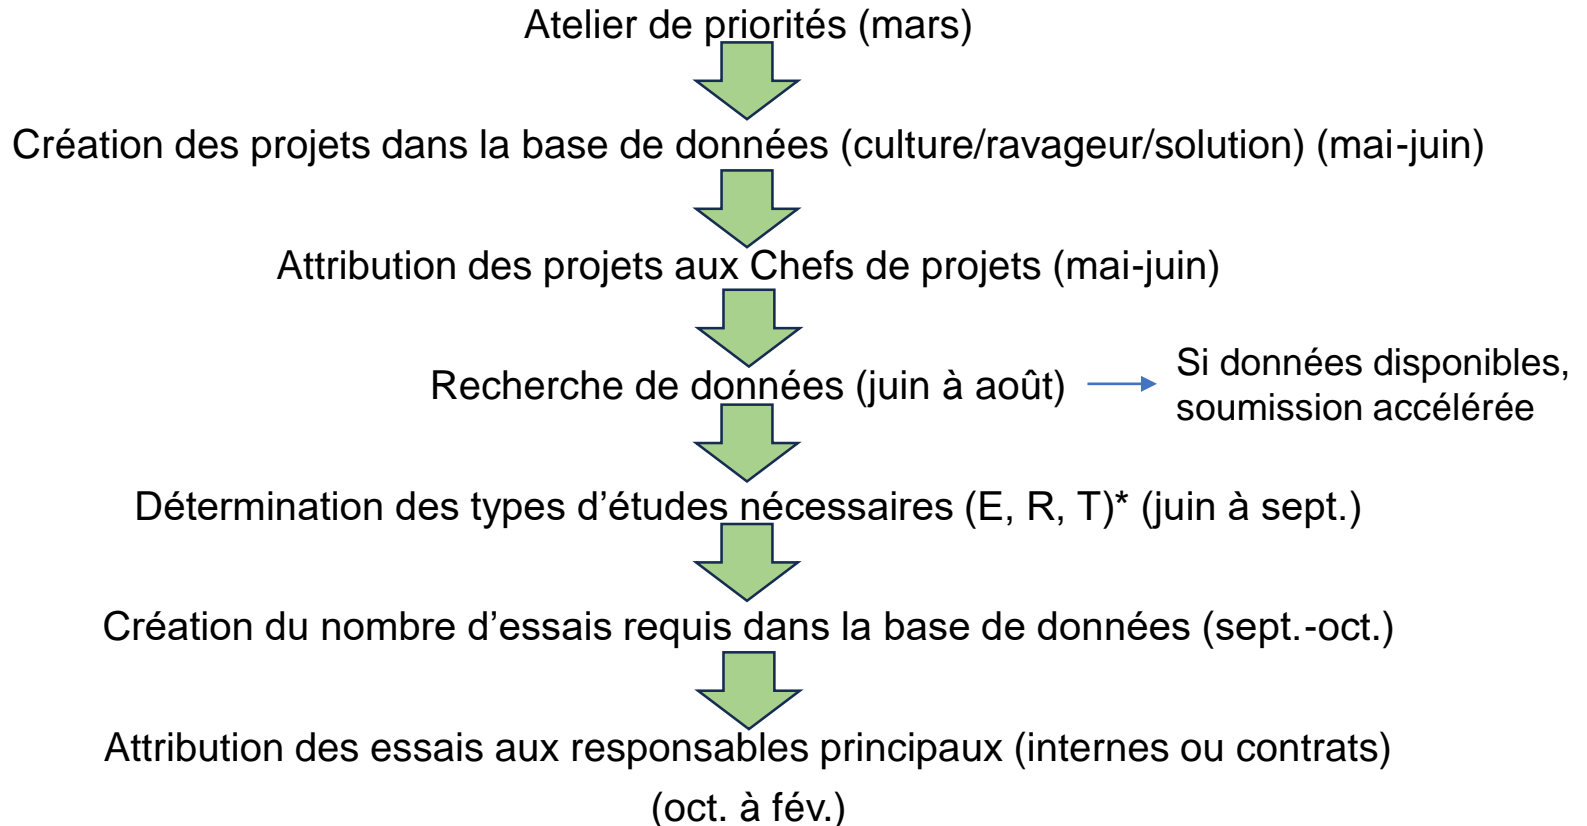 Atelier de priorités (mars)
Création des projets dans la base de données (culture/ravageur/solution) (mai-juin)
Attribution des projets aux Chefs de projets (mai-juin)
Recherche de données (juin à août)
Si données disponibles,
soumission accélérée
Détermination des types d'études nécessaires (E, R, T)* (juin à sept.)
Création du nombre d'essais requis dans la base de données (sept.-oct.)
Attribution des essais aux responsables principaux (internes ou contrats)
(oct. à fév.)